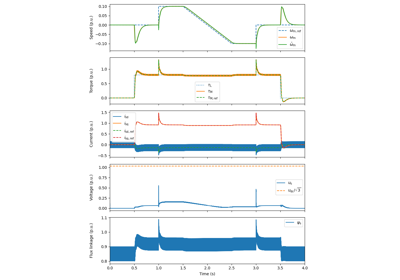 Speed (p.u.)
0.10
0.05
0.00
−0.05
−0.10
ωm,ref
ωm
ω̂m
Torque (p.u.)
1.0
0.5
0.0
τL
τM
τM,ref
Current (p.u.)
1.5
1.0
0.5
0.0
−0.5
isd
isq
isd,ref
isq,ref
Voltage (p.u.)
1.00
0.75
0.50
0.25
0.00
us
udc/√3
Flux linkage (p.u.)
1.1
1.0
0.9
0.8
ψs
0.0 0.5 1.0 1.5 2.0 2.5 3.0 3.5 4.0
Time (s)